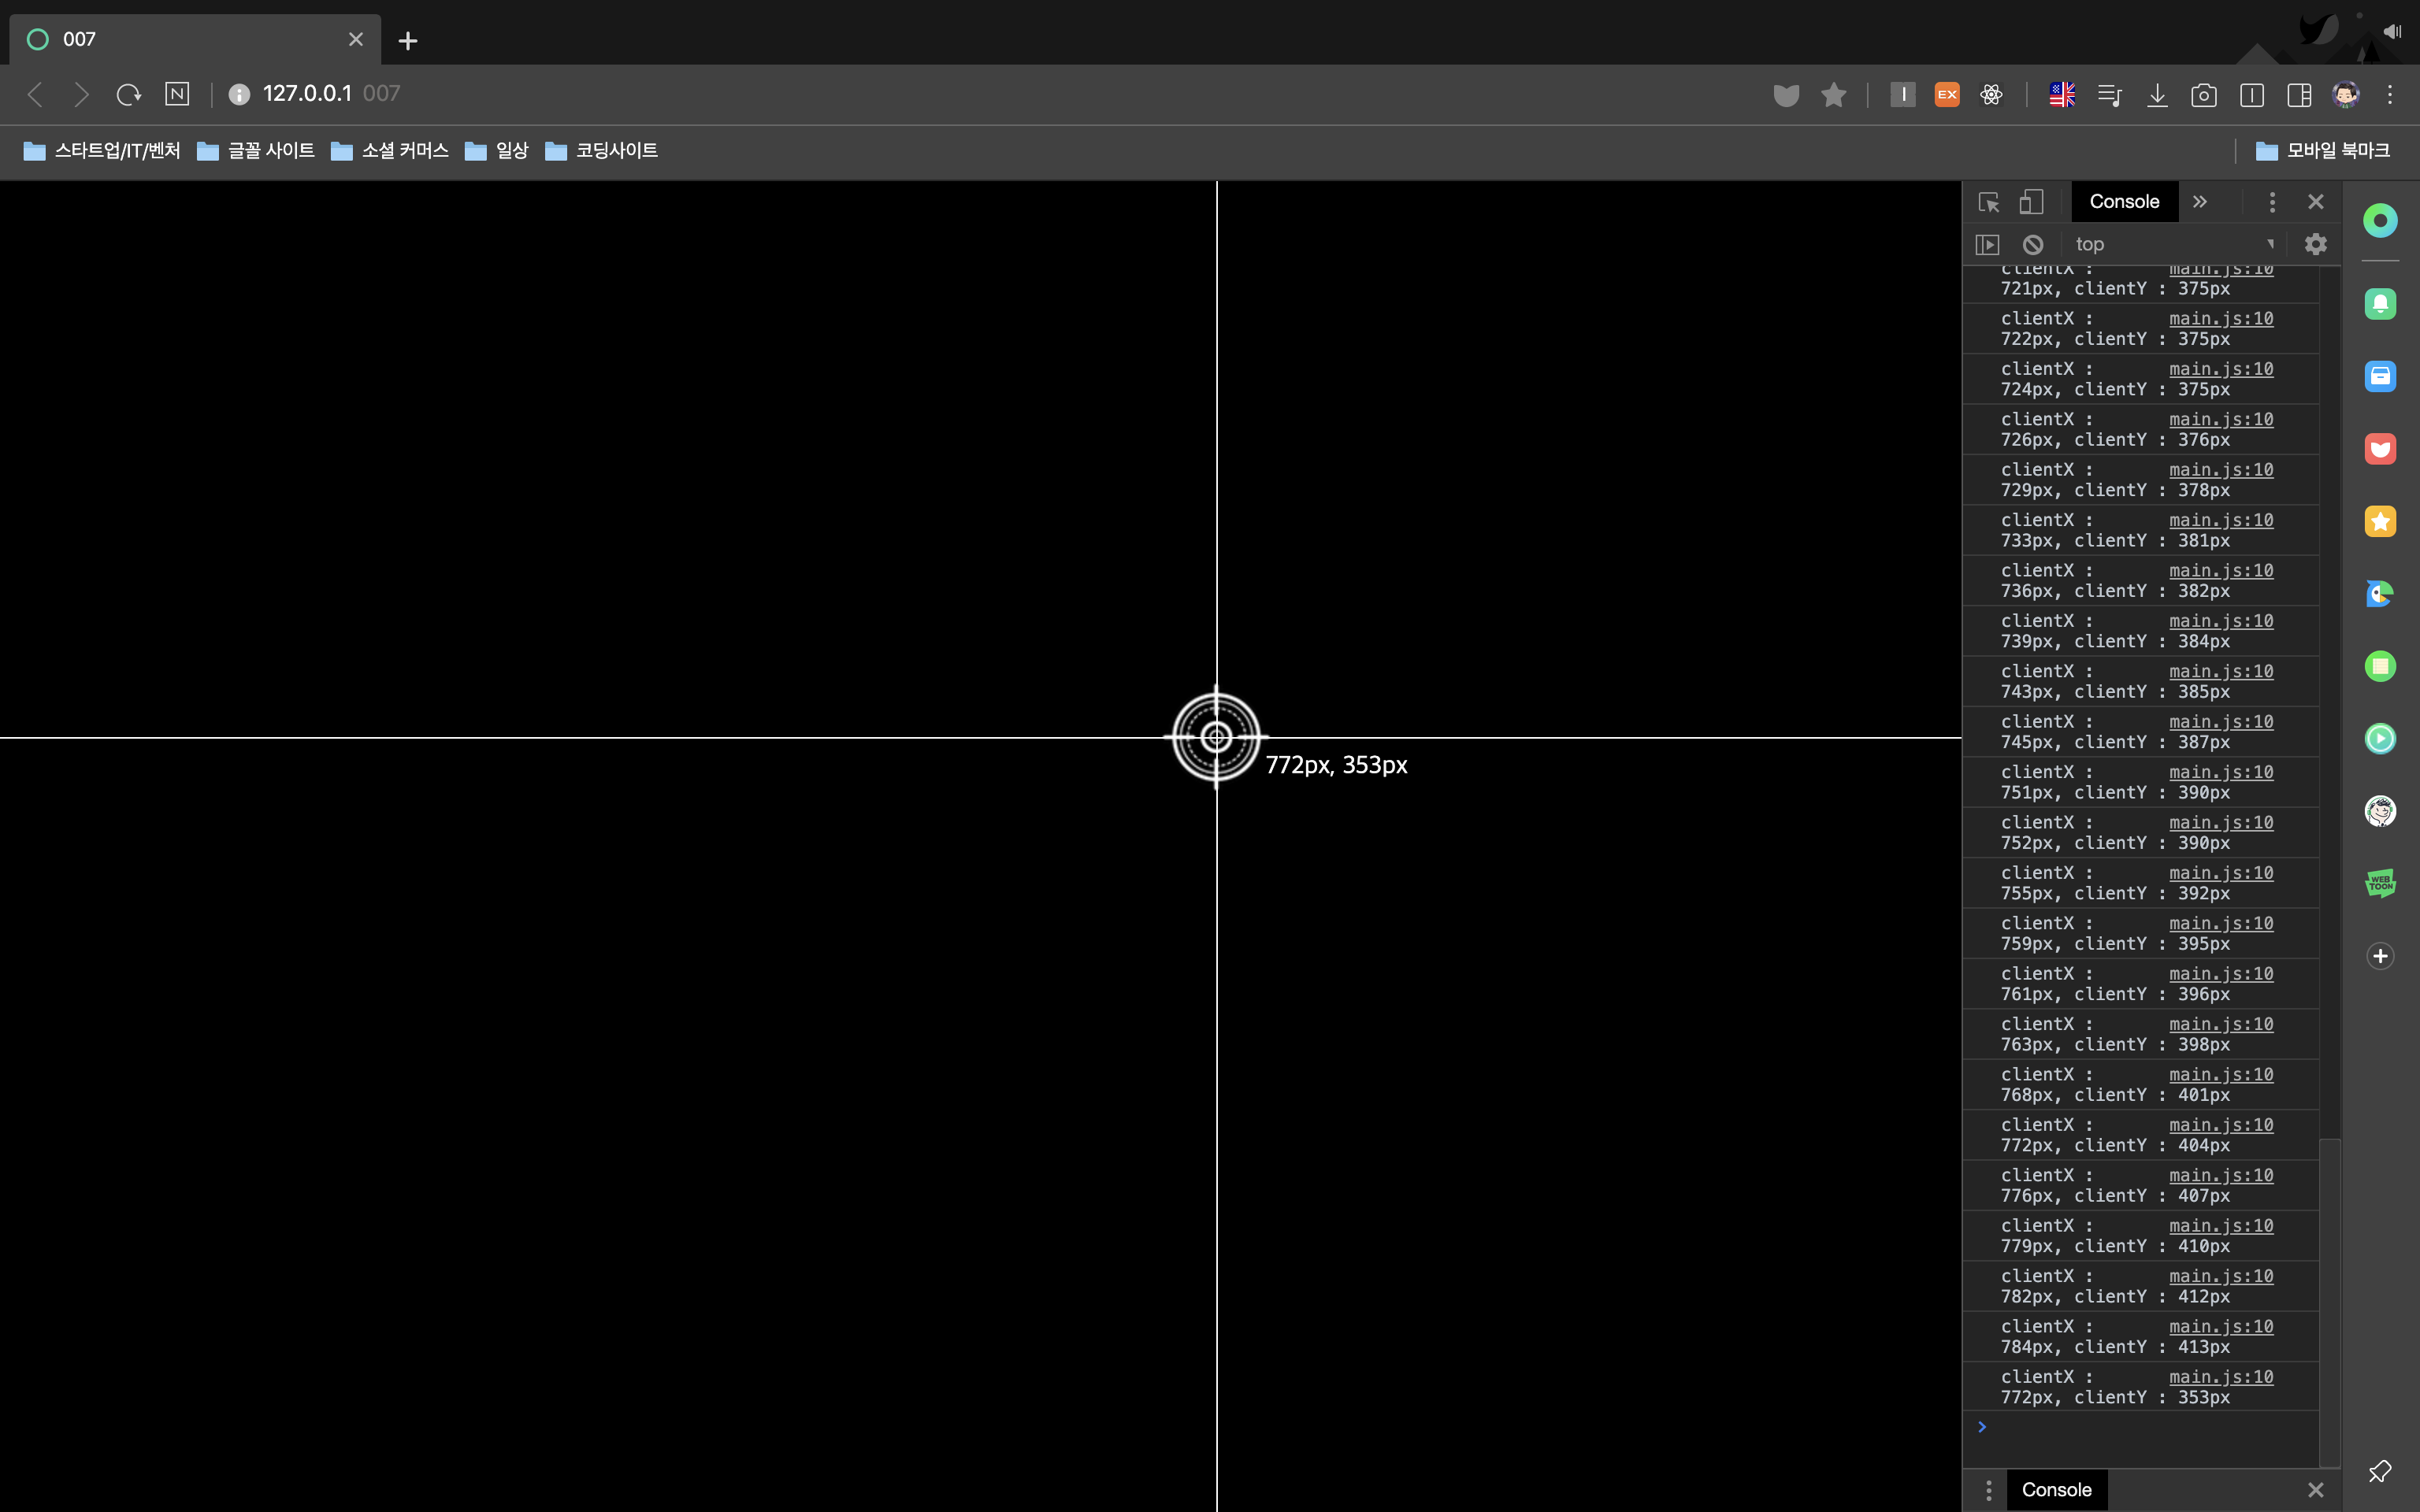 007
N
127.0.0.1 007
I
EX
스타트업/IT/벤처 글꼴 사이트 소셜 커머스 일상 코딩사이트 모바일 북마크
Console
top
clientX : main.js:10
721px, clientY : 375px
clientX : main.js:10
722px, clientY : 375px
clientX : main.js:10
724px, clientY : 375px
clientX : main.js:10
726px, clientY : 376px
clientX : main.js:10
729px, clientY : 378px
clientX : main.js:10
733px, clientY : 381px
clientX : main.js:10
736px, clientY : 382px
clientX : main.js:10
739px, clientY : 384px
clientX : main.js:10
743px, clientY : 385px
clientX : main.js:10
745px, clientY : 387px
772px, 353px
clientX : main.js:10
751px, clientY : 390px
clientX : main.js:10
752px, clientY : 390px
clientX : main.js:10
755px, clientY : 392px
WEB
TOON
clientX : main.js:10
759px, clientY : 395px
clientX : main.js:10
761px, clientY : 396px
clientX : main.js:10
763px, clientY : 398px
clientX : main.js:10
768px, clientY : 401px
clientX : main.js:10
772px, clientY : 404px
clientX : main.js:10
776px, clientY : 407px
clientX : main.js:10
779px, clientY : 410px
clientX : main.js:10
782px, clientY : 412px
clientX : main.js:10
784px, clientY : 413px
clientX : main.js:10
772px, clientY : 353px
Console